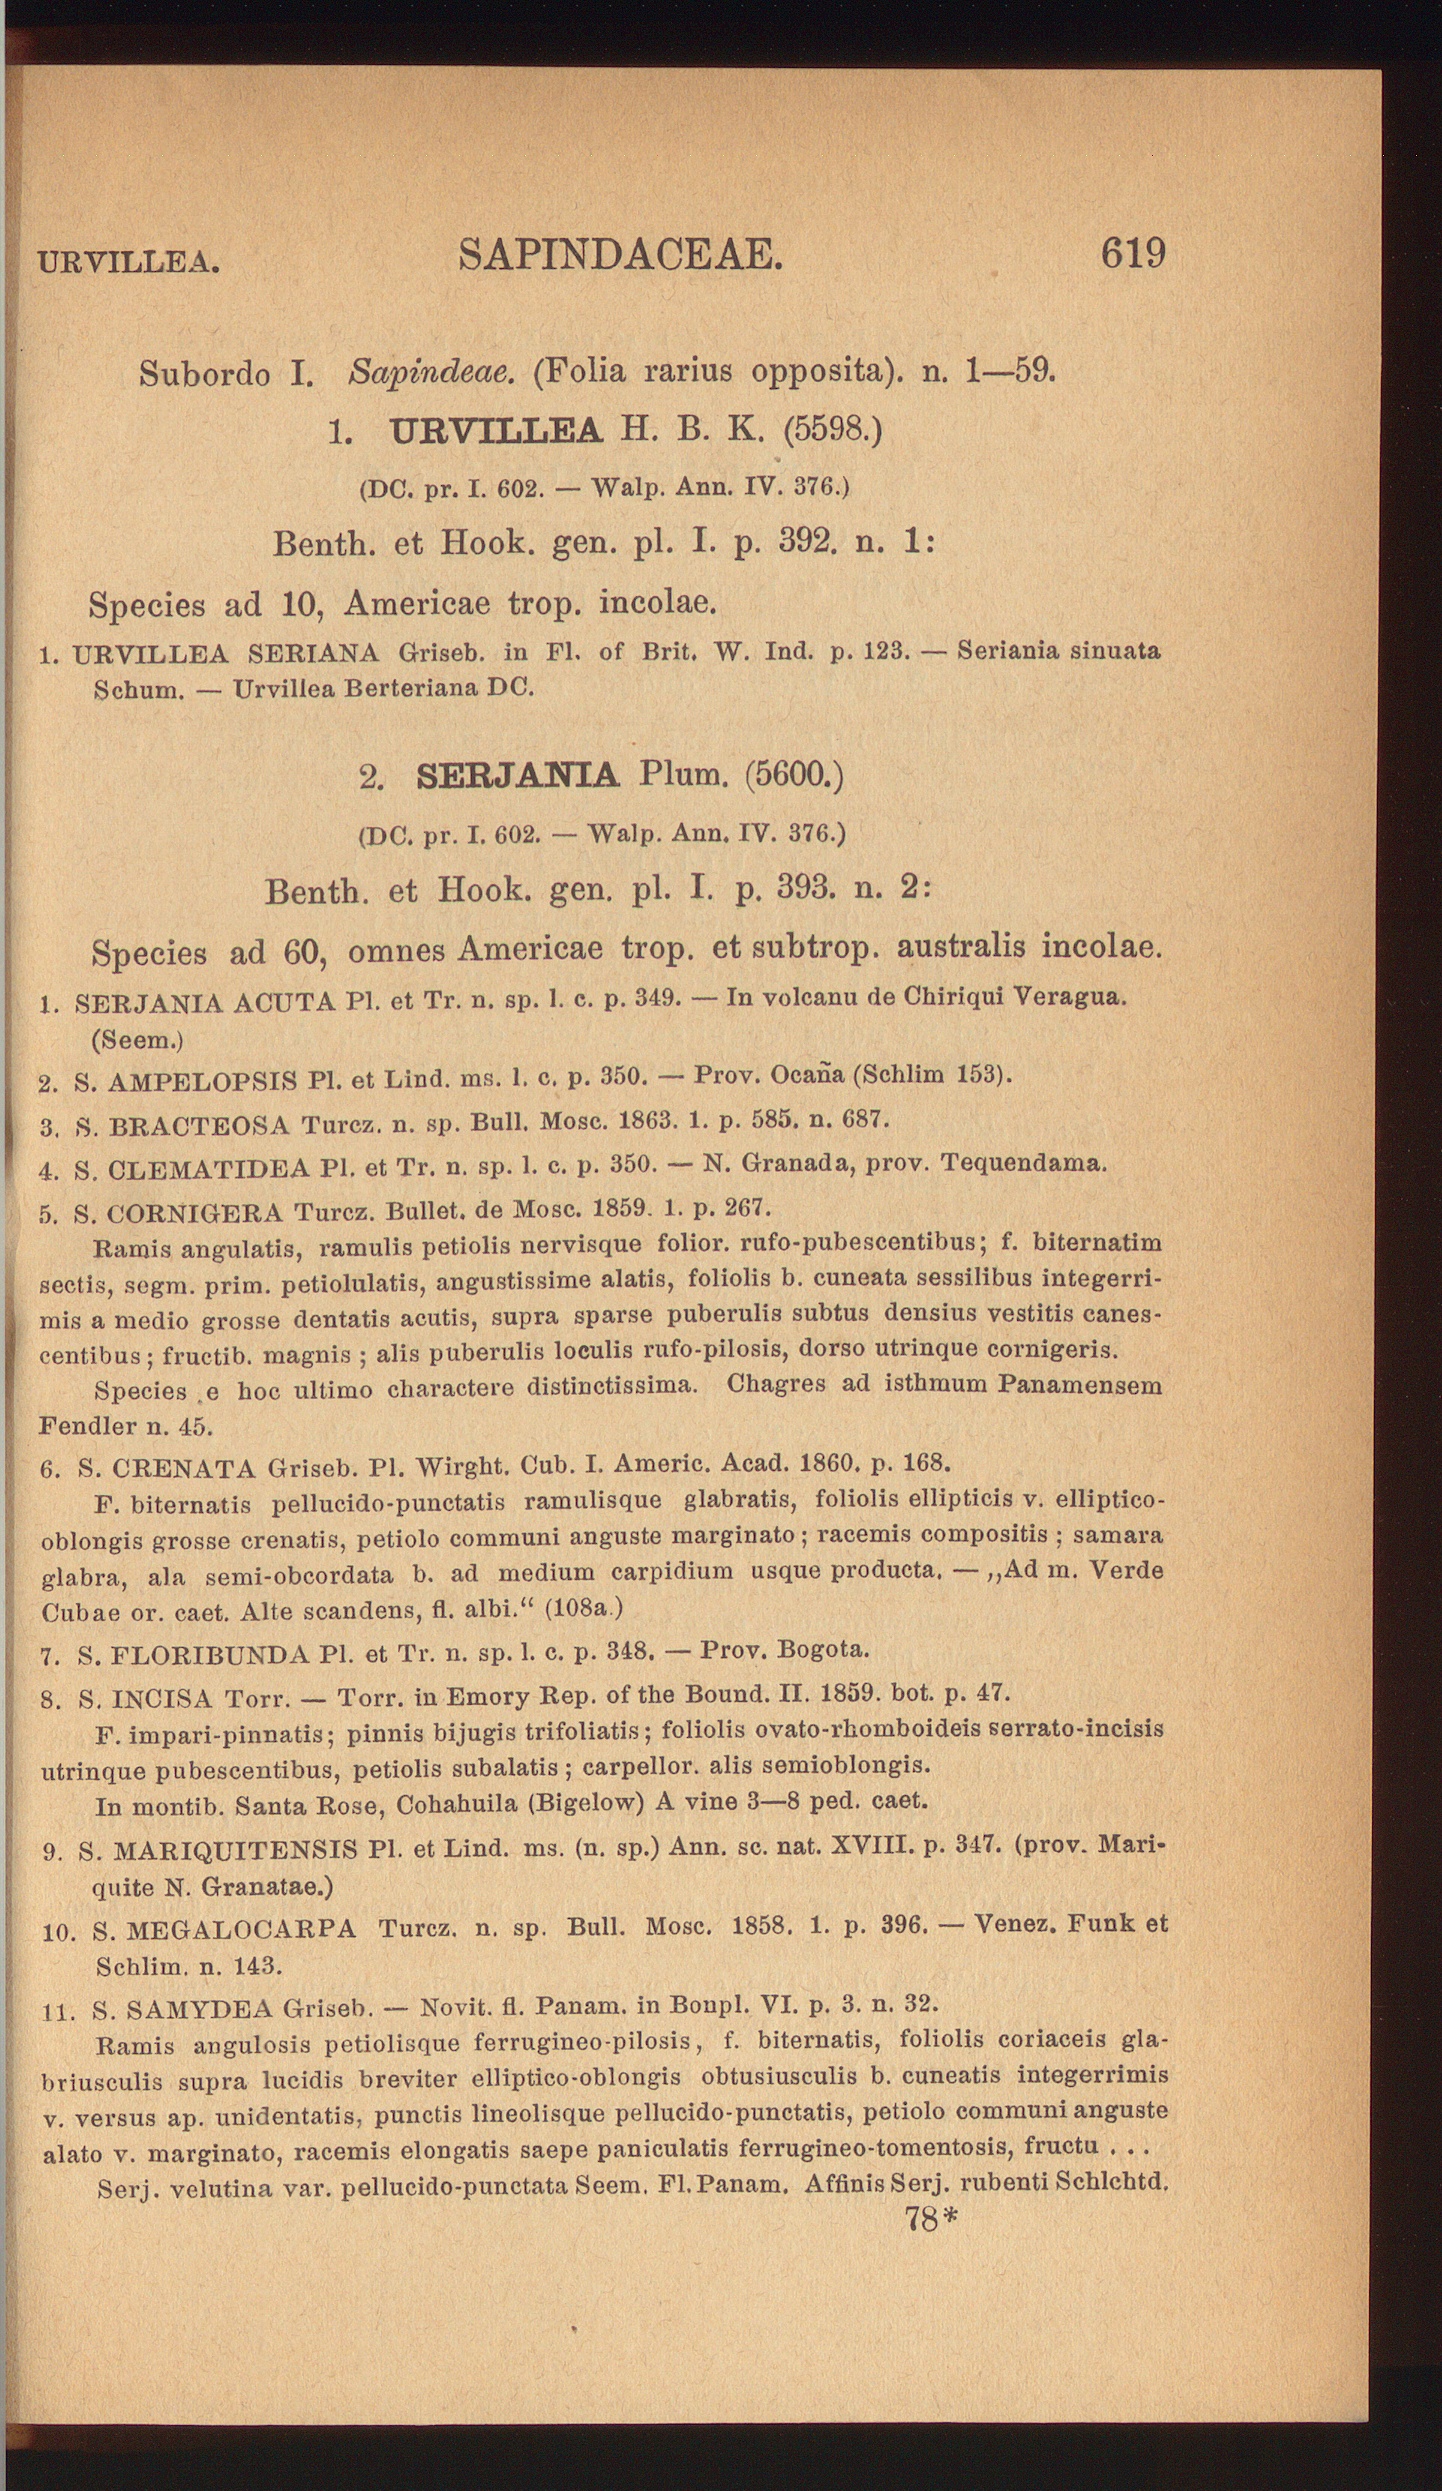 URVILLEA. SAPINDACEAE. 619
Subordo I. Sapindeae. (Folia rarius opposita). n. 1—59.
1. URVILLEA H. B. K. (5598.)
(DC. pr. I. 602. — Walp. Ann. IV. 376.)
Benth. et Hook. gen. pl. I. p. 392. n. 1:
Species ad 10, Americae trop. incolae.
1. URVILLEA SERIANA Griseb. in Fl. of Brit. W. Ind. p. 123. — Seriania sinuata
Schum. — Urvillea Berteriana DC.
2. SERJANIA Plum. (5600.)
(DC. pr. I. 602. — Walp. Ann. IV. 376.)
Benth. et Hook. gen. pl. I. p. 393. n. 2:
Species ad 60, omnes Americae trop. et subtrop. australis incolae.
1. SERJANIA ACUTA Pl. et Tr. n. sp. l. c. p. 349. — In volcanu de Chiriqui Veragua.
(Seem.)
2. S. AMPELOPSIS Pl. et Lind. ms. l. c. p. 350. — Prov. Ocaña (Schlim 153).
3. S. BRACTEOSA Turcz. n. sp. Bull. Mosc. 1863. 1. p. 585. n. 687.
4. S. CLEMATIDEA Pl. et Tr. n. sp. l. c. p. 350. — N. Granada, prov. Tequendama.
5. S. CORNIGERA Turcz. Bullet. de Mosc. 1859. 1. p. 267.
Ramis angulatis, ramulis petiolis nervisque folior. rufo-pubescentibus; f. biternatim
sectis, segm. prim. petiolulatis, angustissime alatis, foliolis b. cuneata sessilibus integerri-
mis a medio grosse dentatis acutis, supra sparse puberulis subtus densius vestitis canes-
centibus; fructib. magnis; alis puberulis loculis rufo-pilosis, dorso utrinque cornigeris.
Species e hoc ultimo charactere distinctissima. Chagres ad isthmum Panamensem
Fendler n. 45.
6. S. CRENATA Griseb. Pl. Wirght. Cub. I. Americ. Acad. 1860. p. 168.
F. biternatis pellucido-punctatis ramulisque glabratis, foliolis ellipticis v. elliptico-
oblongis grosse crenatis, petiolo communi anguste marginato; racemis compositis; samara
glabra, ala semi-obcordata b. ad medium carpidium usque producta. — „Ad m. Verde
Cubae or. caet. Alte scandens, fl. albi.“ (108a.)
7. S. FLORIBUNDA Pl. et Tr. n. sp. l. c. p. 348. — Prov. Bogota.
8. S. INCISA Torr. — Torr. in Emory Rep. of the Bound. II. 1859. bot. p. 47.
F. impari-pinnatis; pinnis bijugis trifoliatis; foliolis ovato-rhomboideis serrato-incisis
utrinque pubescentibus, petiolis subalatis; carpellor. alis semioblongis.
In montib. Santa Rose, Cohahuila (Bigelow) A vine 3—8 ped. caet.
9. S. MARIQUITENSIS Pl. et Lind. ms. (n. sp.) Ann. sc. nat. XVIII. p. 347. (prov. Mari-
quite N. Granatae.)
10. S. MEGALOCARPA Turcz. n. sp. Bull. Mosc. 1858. 1. p. 396. — Venez. Funk et
Schlim. n. 143.
11. S. SAMYDEA Griseb. — Novit. fl. Panam. in Bonpl. VI. p. 3. n. 32.
Ramis angulosis petiolisque ferrugineo-pilosis, f. biternatis, foliolis coriaceis gla-
briusculis supra lucidis breviter elliptico-oblongis obtusiusculis b. cuneatis integerrimis
v. versus ap. unidentatis, punctis lineolisque pellucido-punctatis, petiolo communi anguste
alato v. marginato, racemis elongatis saepe paniculatis ferrugineo-tomentosis, fructu . . .
Serj. velutina var. pellucido-punctata Seem. Fl. Panam. Affinis Serj. rubenti Schlchtd.
78*